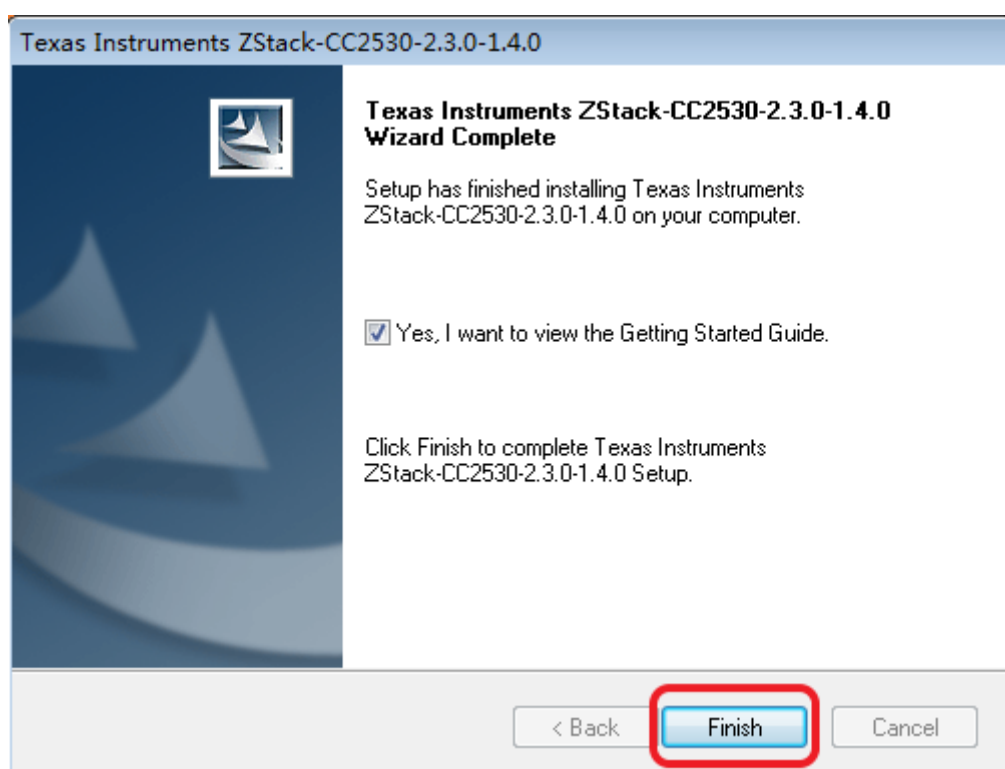 Texas Instruments ZStack-CC2530-2.3.0-1.4.0
Texas Instruments ZStack-CC2530-2.3.0-1.4.0
Wizard Complete
Setup has finished installing Texas Instruments
ZStack-CC2530-2.3.0-1.4.0 on your computer.
Yes, I want to view the Getting Started Guide.
Click Finish to complete Texas Instruments
ZStack-CC2530-2.3.0-1.4.0 Setup.
< Back Finish Cancel